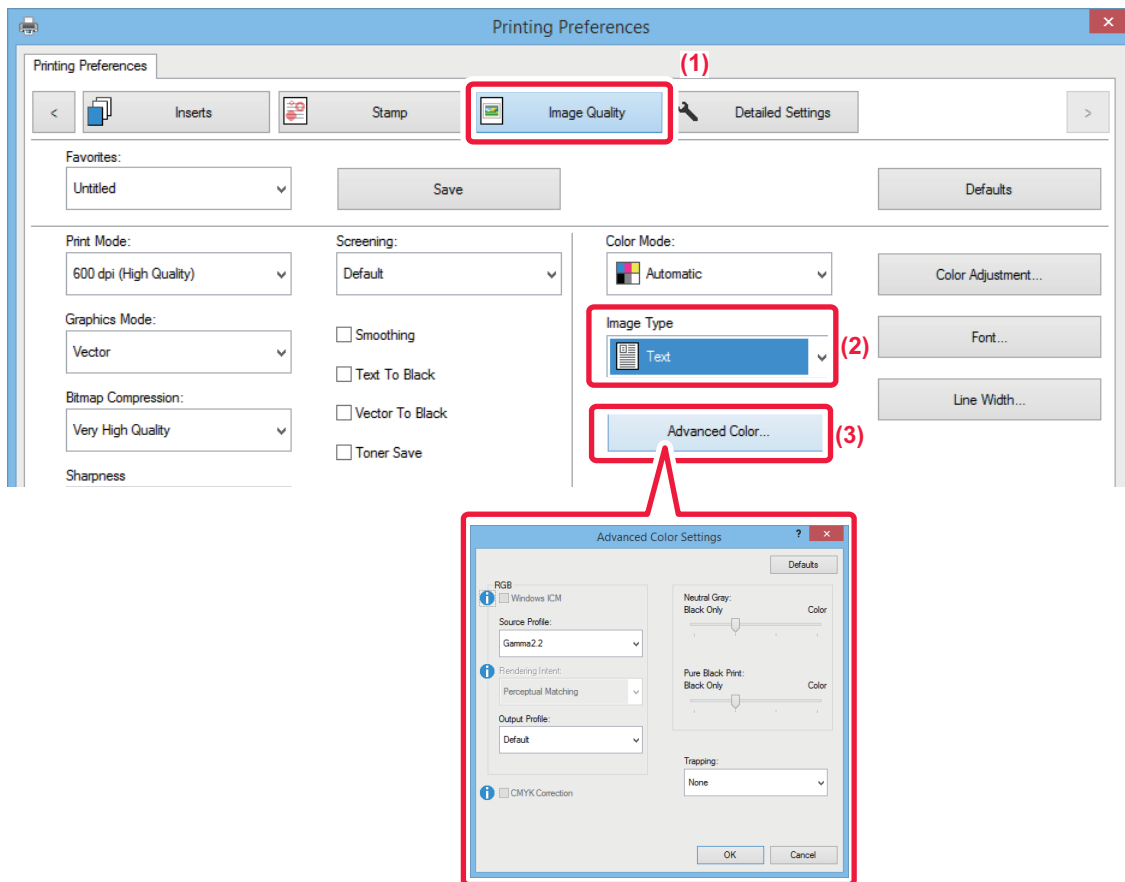 Printing Preferences
Printing Preferences
(1)
Inserts
Stamp
Image Quality
Detailed Settings
Favorites:
Untitled
Save
Defaults
Print Mode:
600 dpi (High Quality)
Screening:
Default
Color Mode:
Automatic
Color Adjustment...
Graphics Mode:
Vector
Smoothing
Text To Black
Image Type
Text
(2)
Font...
Bitmap Compression:
Very High Quality
Vector To Black
Toner Save
Advanced Color...
(3)
Line Width...
Sharpness
Advanced Color Settings
Defaults
RGB
Windows ICM
Source Profile:
Gamma2.2
Rendering Intent:
Perceptual Matching
Output Profile:
Default
CMYK Correction
Neutral Gray:
Black Only Color
Pure Black Print:
Black Only Color
Trapping:
None
OK
Cancel